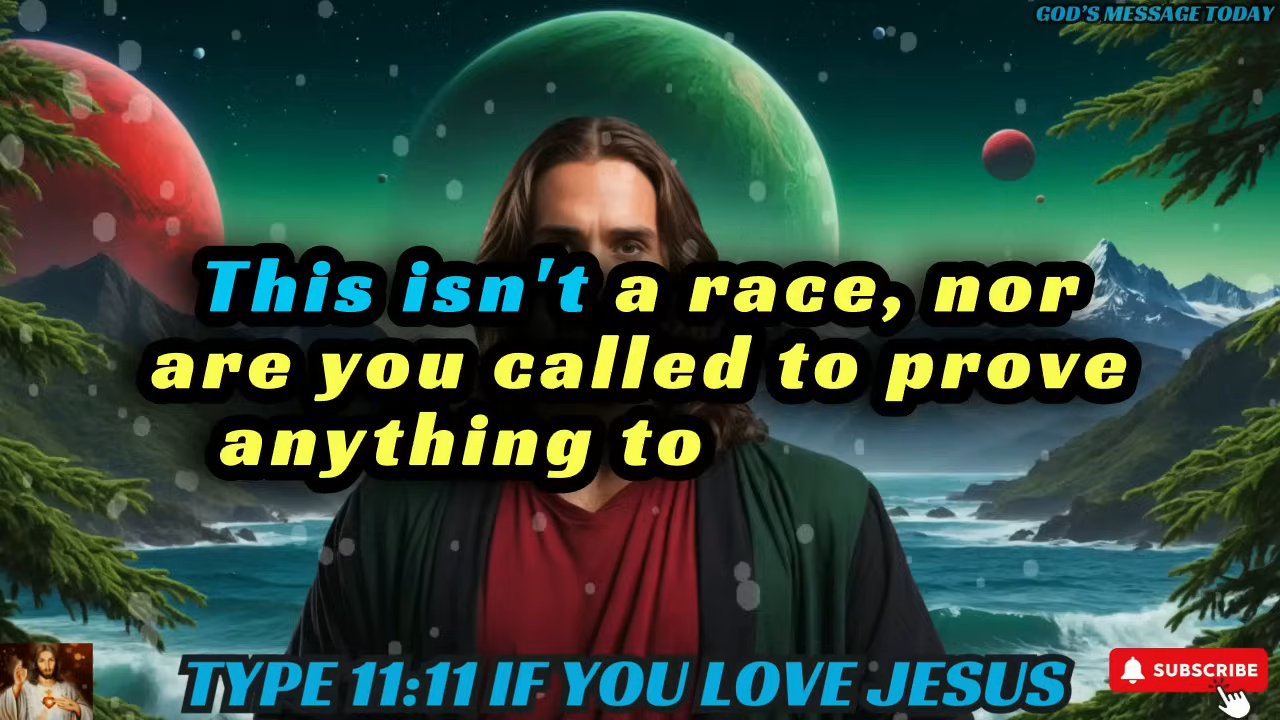 GOD'S MESSAGE TODAY
This isn't a race, nor
are you called to prove
anything to
TYPE 11:11 IF YOU LOVE JESUS
SUBSCRIBE